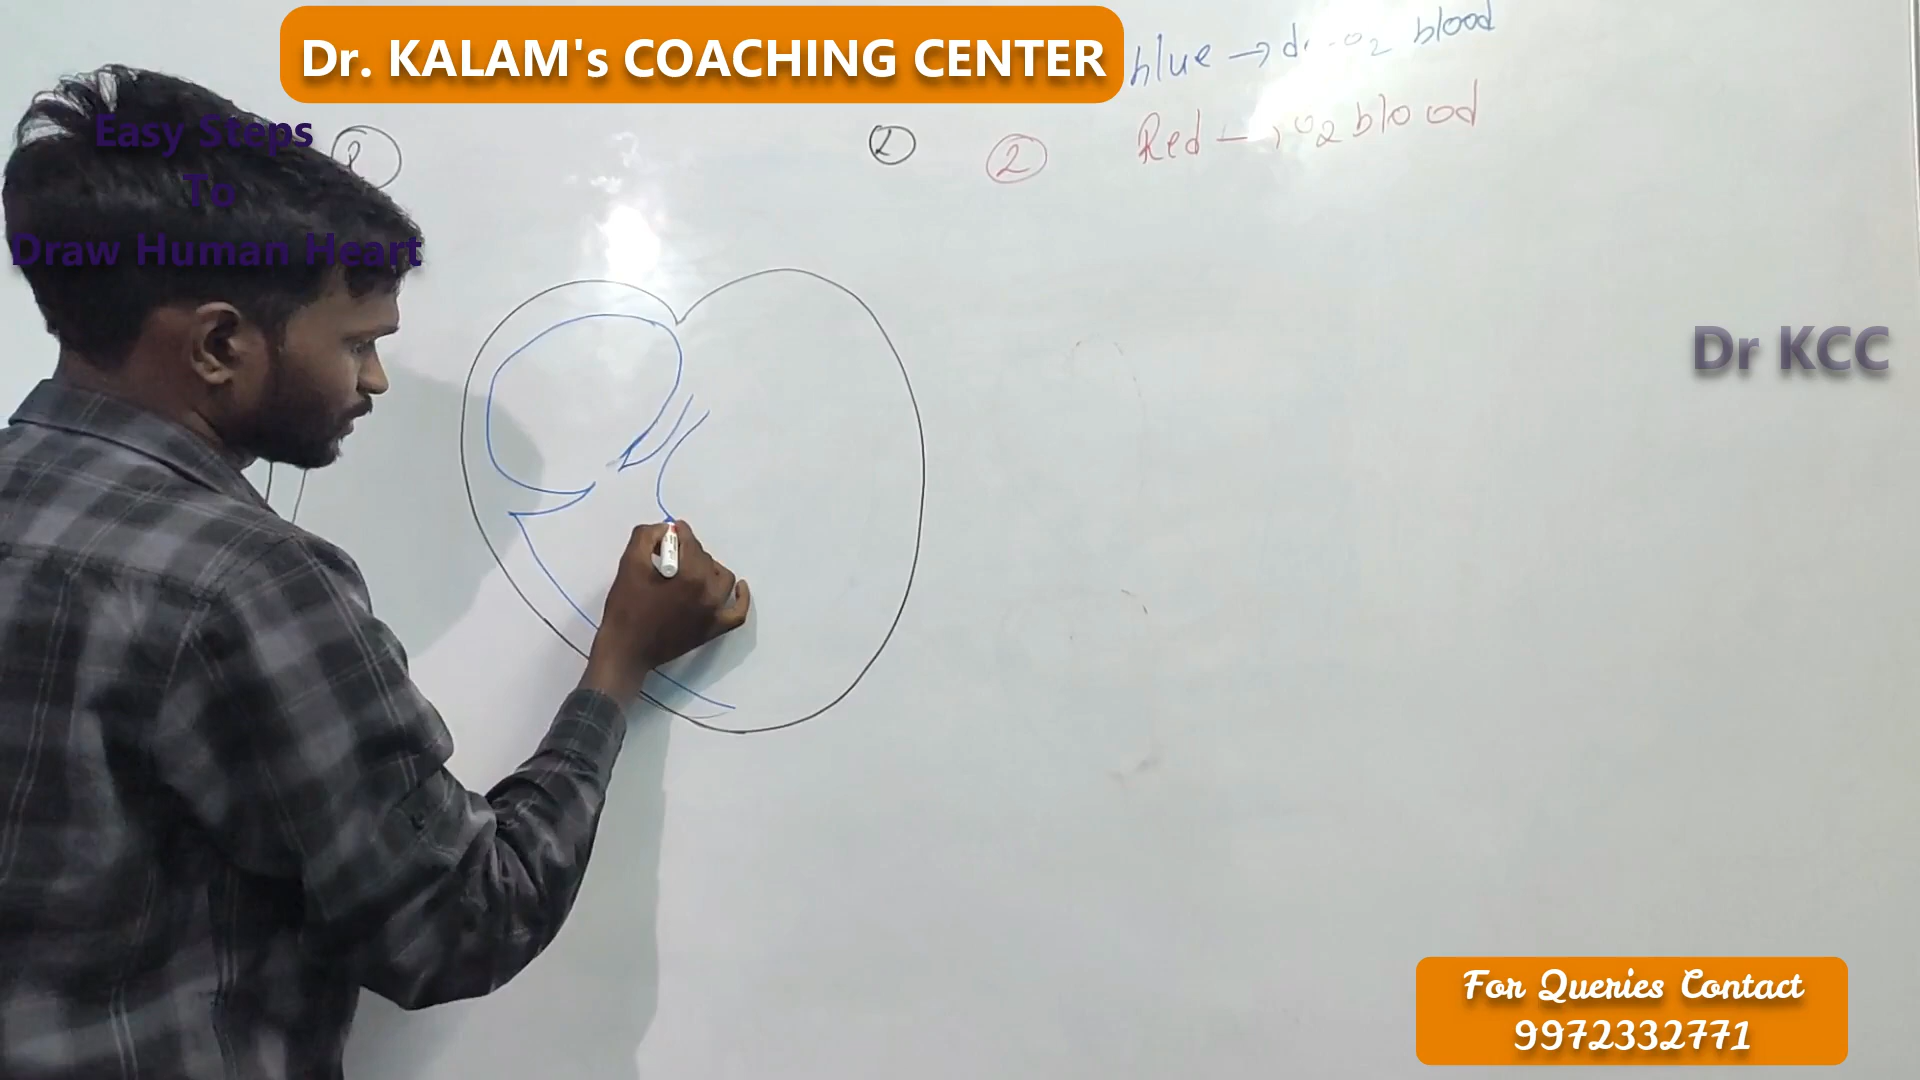 Dr. KALAM's COACHING CENTER
blue → d. -O2 blood
Red → O2 blood
Easy Steps
To
Draw Human Heart
2
Dr KCC
For Queries Contact
9972332771